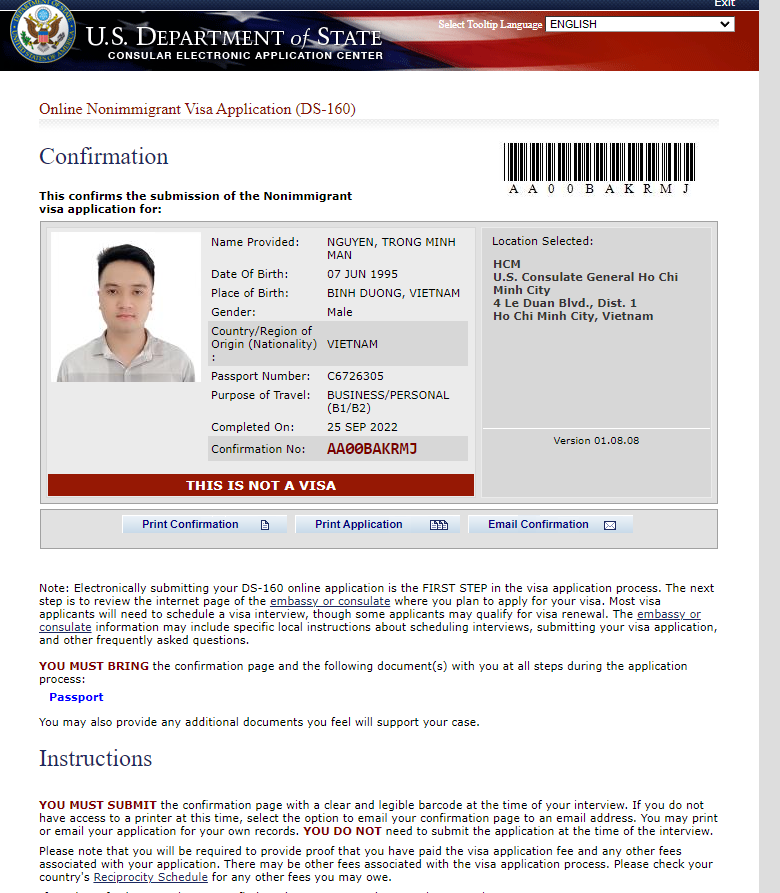 Exit
Select Tooltip Language ENGLISH
U.S. DEPARTMENT of STATE
CONSULAR ELECTRONIC APPLICATION CENTER
Online Nonimmigrant Visa Application (DS-160)
Confirmation
A A 0 0 B A K R M J
This confirms the submission of the Nonimmigrant
visa application for:
Name Provided: NGUYEN, TRONG MINH
MAN
Date Of Birth: 07 JUN 1995
Place of Birth: BINH DUONG, VIETNAM
Gender: Male
Country/Region of
Origin (Nationality) VIETNAM
:
Passport Number: C6726305
Purpose of Travel: BUSINESS/PERSONAL
(B1/B2)
Completed On: 25 SEP 2022
Confirmation No: AA00BAKRMJ
THIS IS NOT A VISA
Location Selected:
HCM
U.S. Consulate General Ho Chi
Minh City
4 Le Duan Blvd., Dist. 1
Ho Chi Minh City, Vietnam
Version 01.08.08
Print Confirmation Print Application Email Confirmation
Note: Electronically submitting your DS-160 online application is the FIRST STEP in the visa application process. The next
step is to review the internet page of the embassy or consulate where you plan to apply for your visa. Most visa
applicants will need to schedule a visa interview, though some applicants may qualify for visa renewal. The embassy or
consulate information may include specific local instructions about scheduling interviews, submitting your visa application,
and other frequently asked questions.
YOU MUST BRING the confirmation page and the following document(s) with you at all steps during the application
process:
Passport
You may also provide any additional documents you feel will support your case.
Instructions
YOU MUST SUBMIT the confirmation page with a clear and legible barcode at the time of your interview. If you do not
have access to a printer at this time, select the option to email your confirmation page to an email address. You may print
or email your application for your own records. YOU DO NOT need to submit the application at the time of the interview.
Please note that you will be required to provide proof that you have paid the visa application fee and any other fees
associated with your application. There may be other fees associated with the visa application process. Please check your
country's Reciprocity Schedule for any other fees you may owe.